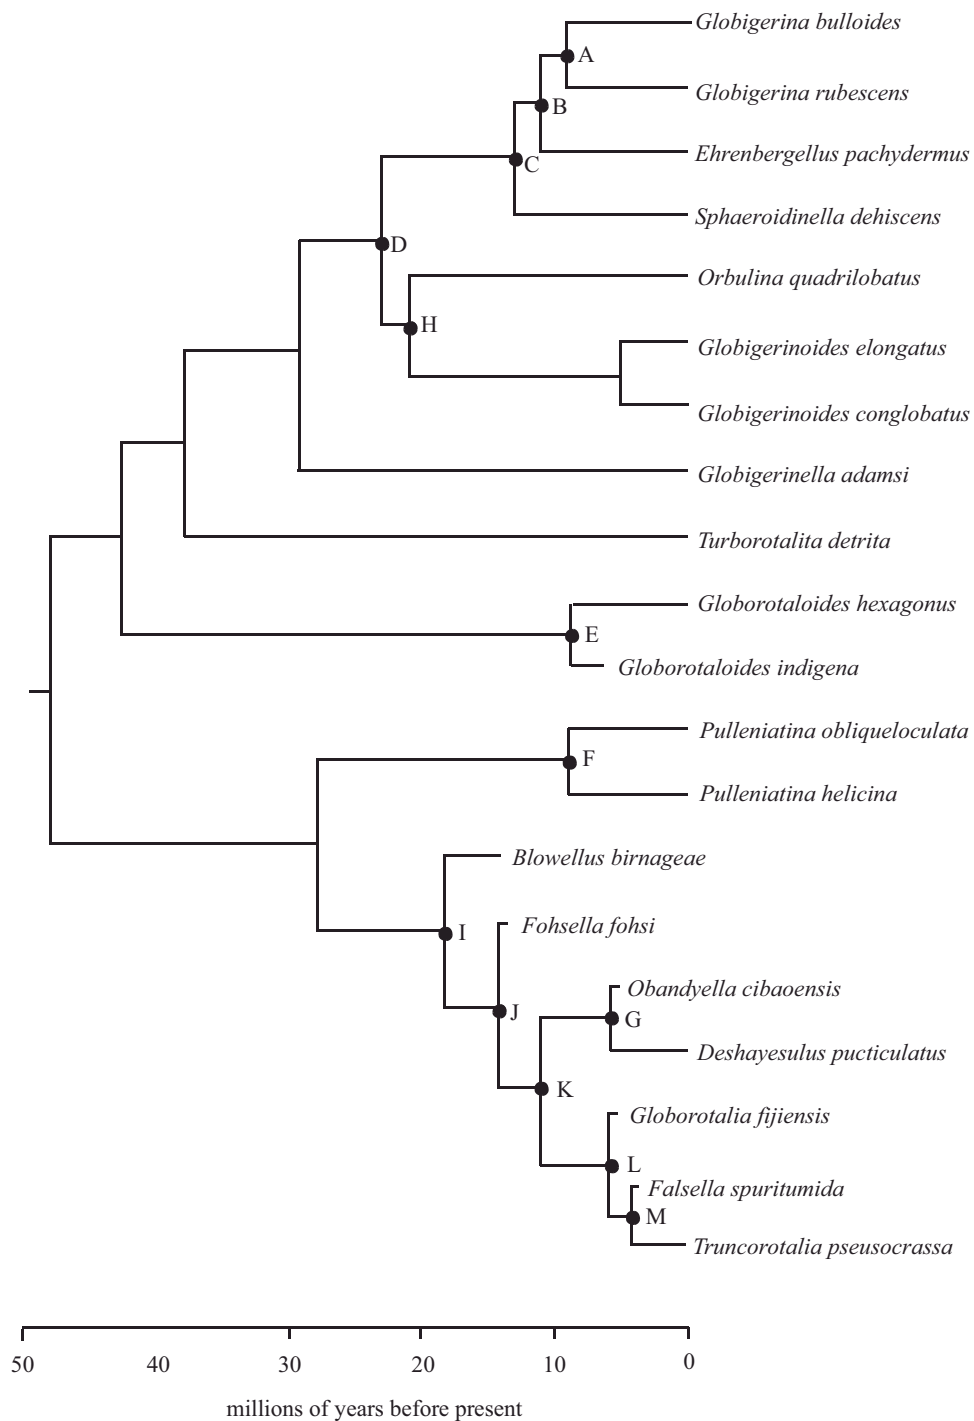 Globigerina bulloides
A
Globigerina rubescens
B
Ehrenbergellus pachydermus
C
Sphaeroidinella dehiscens
D
Orbulina quadrilobatus
H
Globigerinoides elongatus
Globigerinoides conglobatus
Globigerinella adamsi
Turborotalita detrita
Globorotaloides hexagonus
E
Globorotaloides indigena
Pulleniatina obliqueloculata
F
Pulleniatina helicina
Blowellus birnageae
Fohsella fohsi
I
Obandyella cibaoensis
J
G
Deshayesulus pucticulatus
K
Globorotalia fijiensis
L
Falsella spuritumida
M
Truncorotalia pseusocrassa
50 40 30 20 10 0
millions of years before present